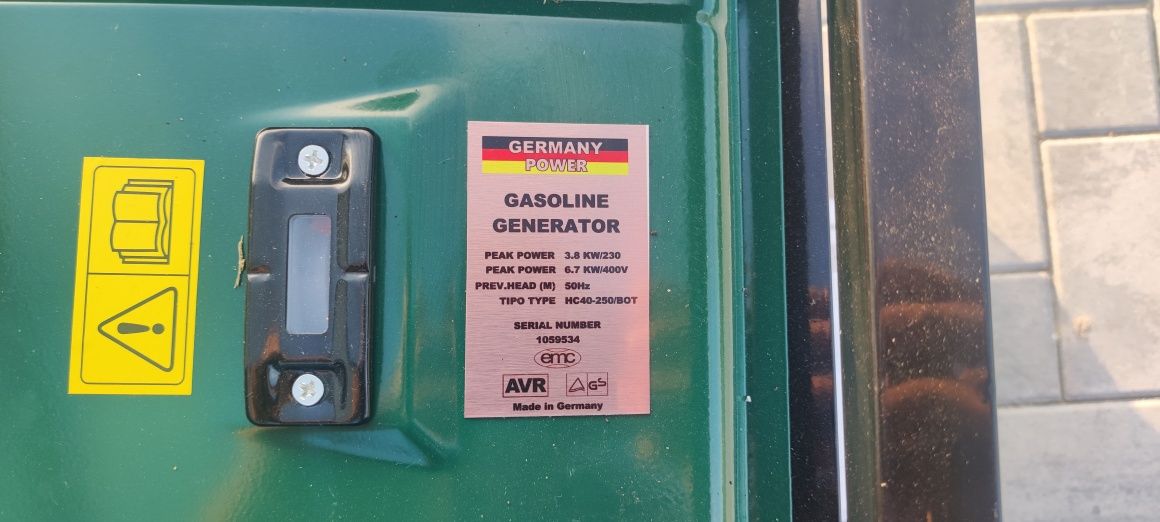 GERMANY
POWER
GASOLINE
GENERATOR
PEAK POWER 3.8 KW/230
PEAK POWER 6.7 KW/400V
PREV.HEAD (M) 50Hz
TIPO TYPE HC40-250/BOT
SERIAL NUMBER
1059534
emc
AVR GS
Made in Germany